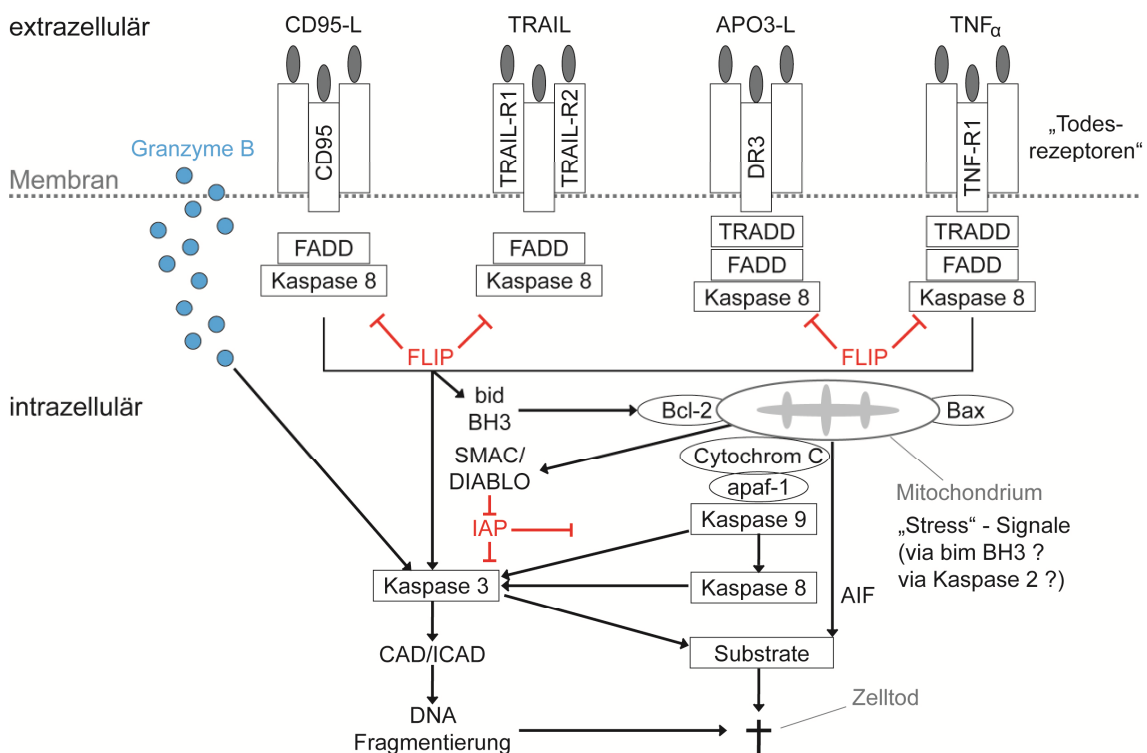 extrazellulär
CD95-L
TRAIL
APO3-L
TNFα
CD95
TRAIL-R1
TRAIL-R2
DR3
TNF-R1
„Todes-
rezeptoren“
Granzyme B
Membran
FADD
Kaspase 8
FADD
Kaspase 8
TRADD
FADD
Kaspase 8
TRADD
FADD
Kaspase 8
FLIP
FLIP
intrazellulär
bid
BH3
Bcl-2
Bax
SMAC/
DIABLO
Cytochrom C
apaf-1
Mitochondrium
IAP
Kaspase 9
„Stress“ - Signale
(via bim BH3 ?
via Kaspase 2 ?)
Kaspase 3
Kaspase 8
AIF
CAD/ICAD
Substrate
DNA
Fragmentierung
Zelltod